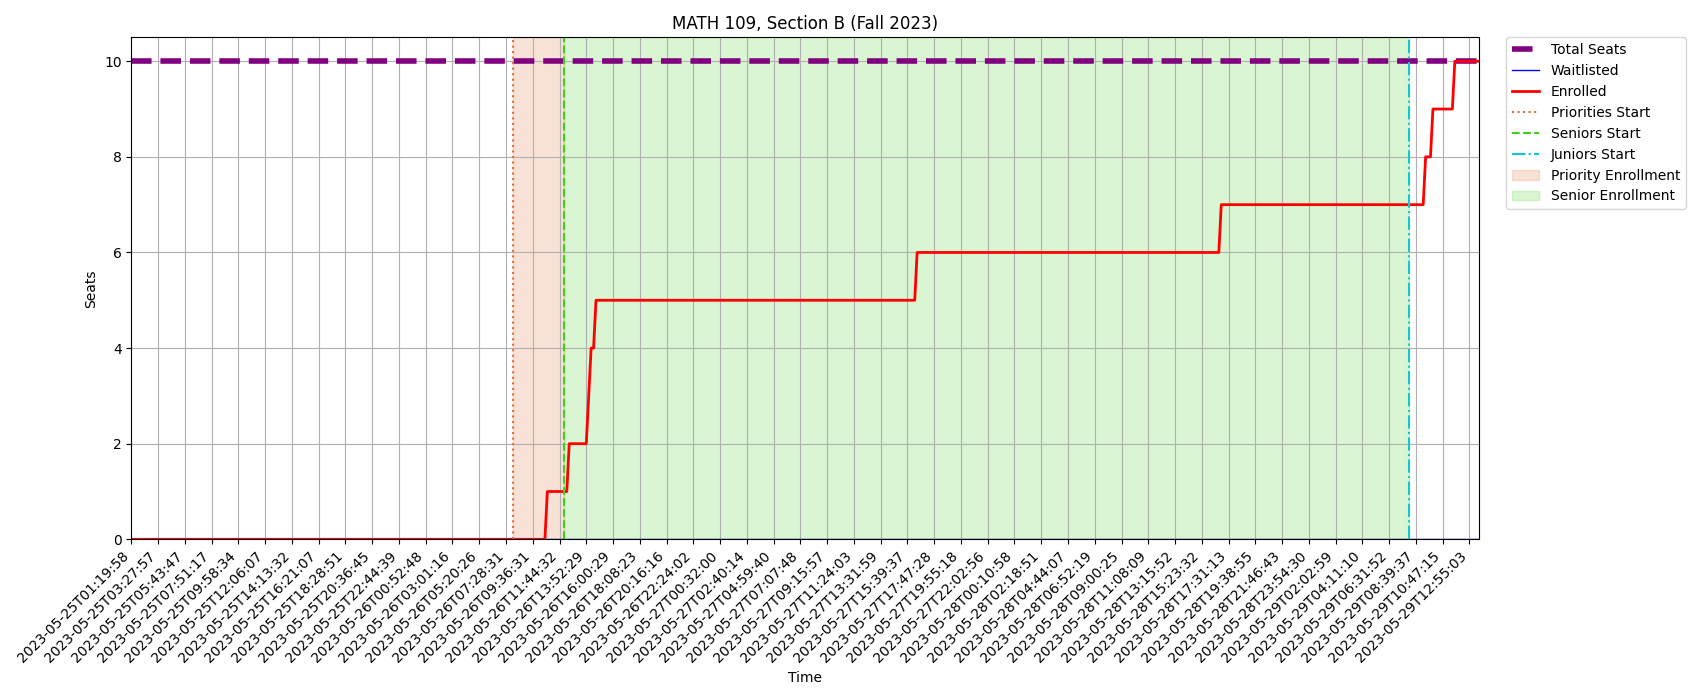 MATH 109, Section B (Fall 2023)
Total Seats
Waitlisted
Enrolled
Priorities Start
Seniors Start
Juniors Start
Priority Enrollment
Senior Enrollment
Seats
10
8
6
4
2
0
2023-05-25T01:19:58
2023-05-25T03:27:57
2023-05-25T05:43:47
2023-05-25T07:51:17
2023-05-25T09:58:34
2023-05-25T12:06:07
2023-05-25T14:13:32
2023-05-25T16:21:07
2023-05-25T18:28:51
2023-05-25T20:36:45
2023-05-25T22:44:39
2023-05-26T00:52:48
2023-05-26T03:01:16
2023-05-26T05:20:26
2023-05-26T07:28:31
2023-05-26T09:36:31
2023-05-26T11:44:32
2023-05-26T13:52:29
2023-05-26T16:00:29
2023-05-26T18:08:23
2023-05-26T20:16:16
2023-05-26T22:24:02
2023-05-27T00:32:00
2023-05-27T02:40:14
2023-05-27T04:59:40
2023-05-27T07:07:48
2023-05-27T09:15:57
2023-05-27T11:24:03
2023-05-27T13:31:59
2023-05-27T15:39:37
2023-05-27T17:47:28
2023-05-27T19:55:18
2023-05-27T22:02:56
2023-05-28T00:10:58
2023-05-28T02:18:51
2023-05-28T04:44:07
2023-05-28T06:52:19
2023-05-28T09:00:25
2023-05-28T11:08:09
2023-05-28T13:15:52
2023-05-28T15:23:32
2023-05-28T17:31:13
2023-05-28T19:38:55
2023-05-28T21:46:43
2023-05-28T23:54:30
2023-05-29T02:02:59
2023-05-29T04:11:10
2023-05-29T06:31:52
2023-05-29T08:39:37
2023-05-29T10:47:15
2023-05-29T12:55:03
Time